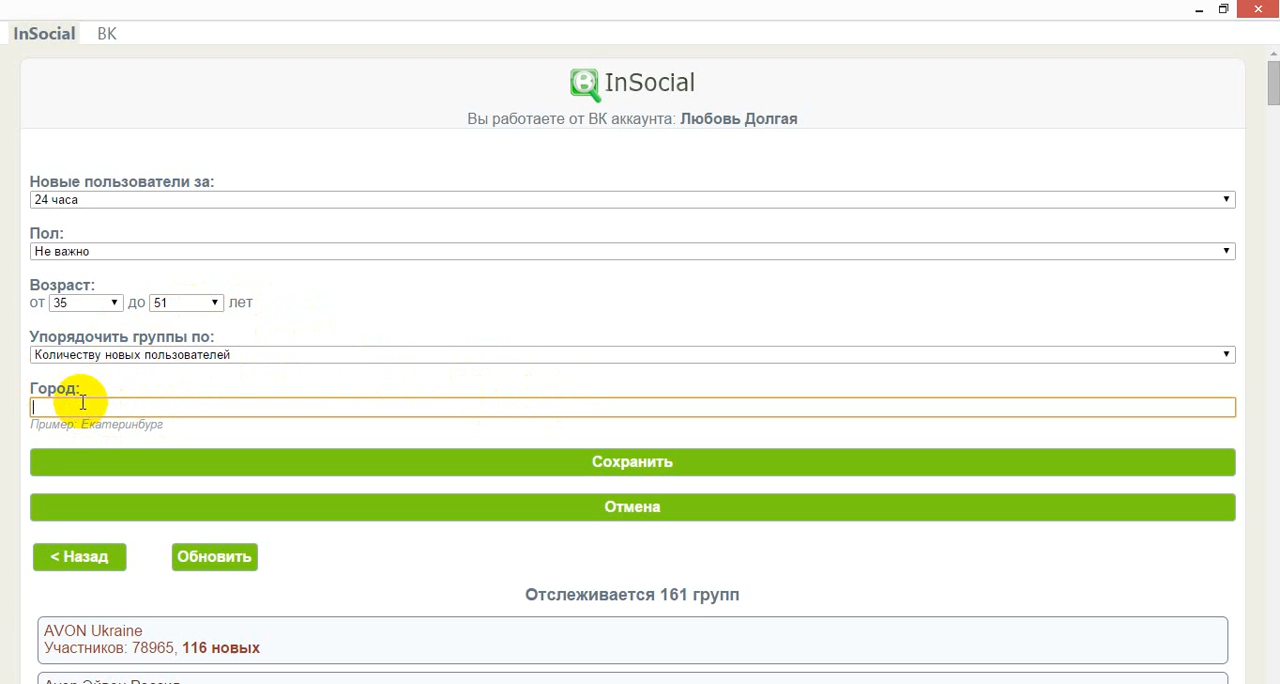 InSocial ВК
InSocial
Вы работаете от ВК аккаунта: Любовь Долгая
Новые пользователи за:
24 часа
Пол:
Не важно
Возраст:
от 35 до 51 лет
Упорядочить группы по:
Количеству новых пользователей
Город:
Пример: Екатеринбург
Сохранить
Отмена
< Назад Обновить
Отслеживается 161 групп
AVON Ukraine
Участников: 78965, 116 новых